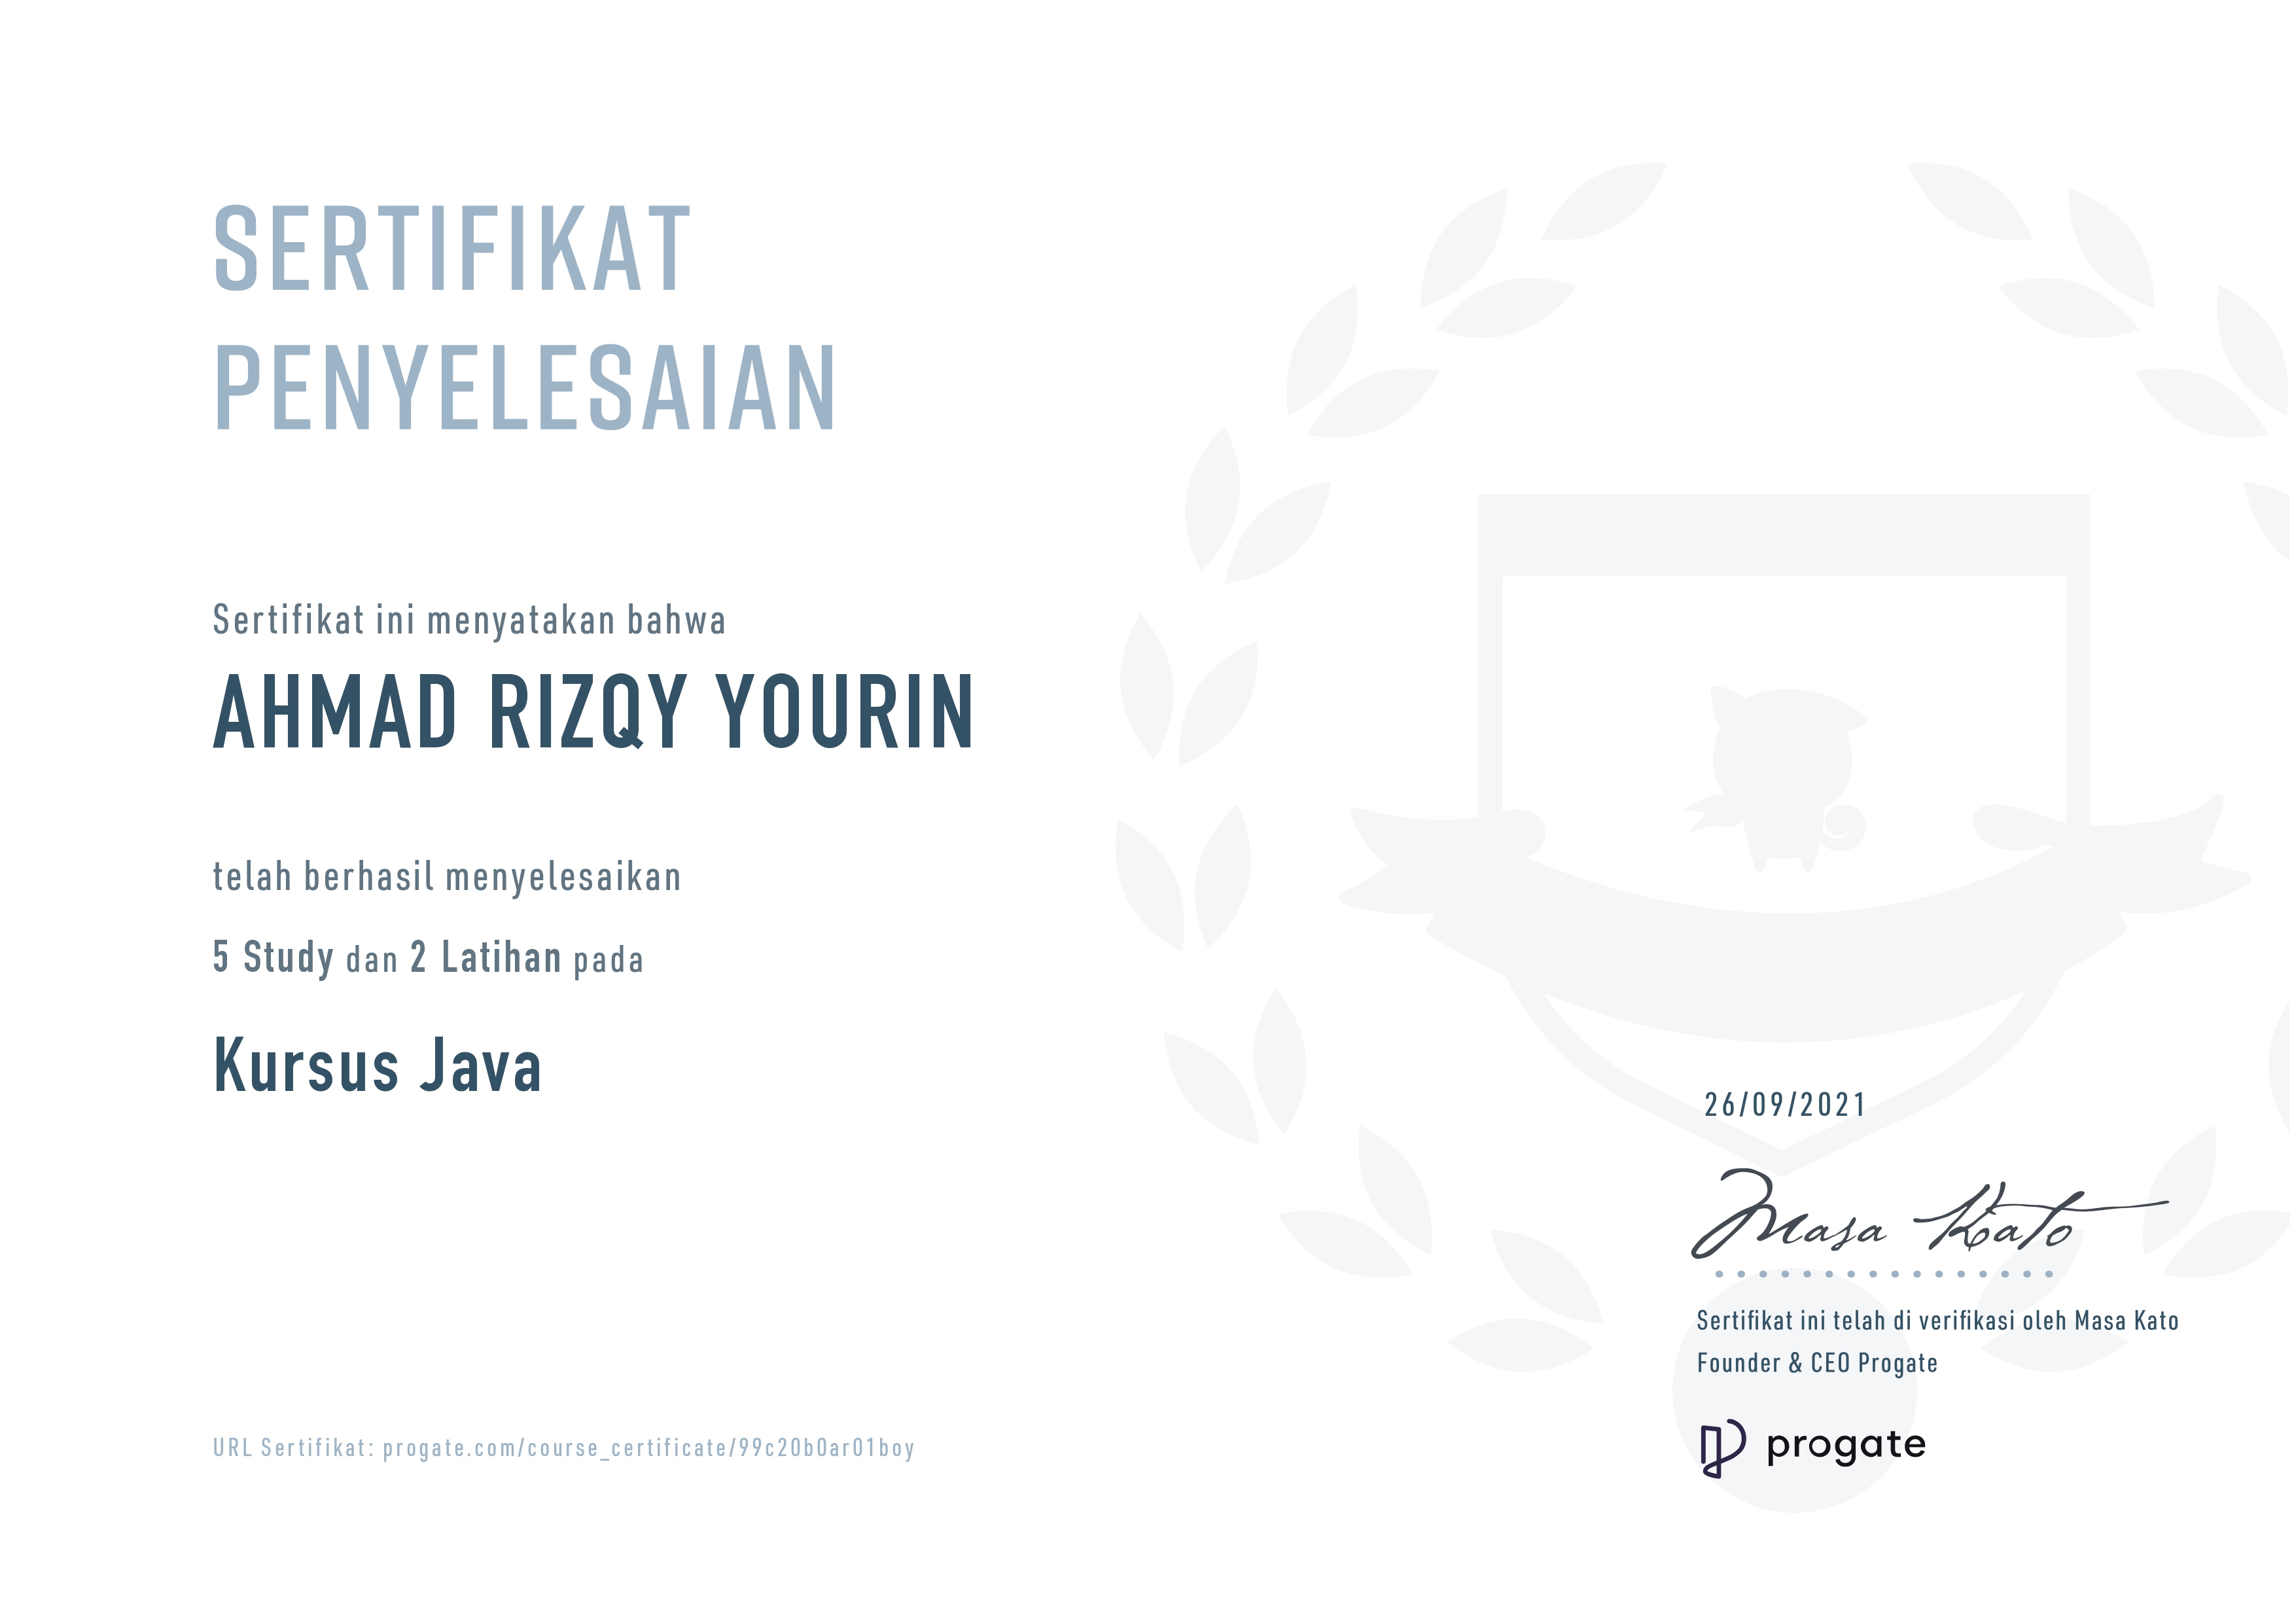 SERTIFIKAT
PENYELESAIAN
Sertifikat ini menyatakan bahwa
AHMAD RIZQY YOURIN
telah berhasil menyelesaikan
5 Study dan 2 Latihan pada
Kursus Java
26/09/2021
Masa Kato
Sertifikat ini telah di verifikasi oleh Masa Kato
Founder & CEO Progate
URL Sertifikat: progate.com/course_certificate/99c20b0ar01boy
progate